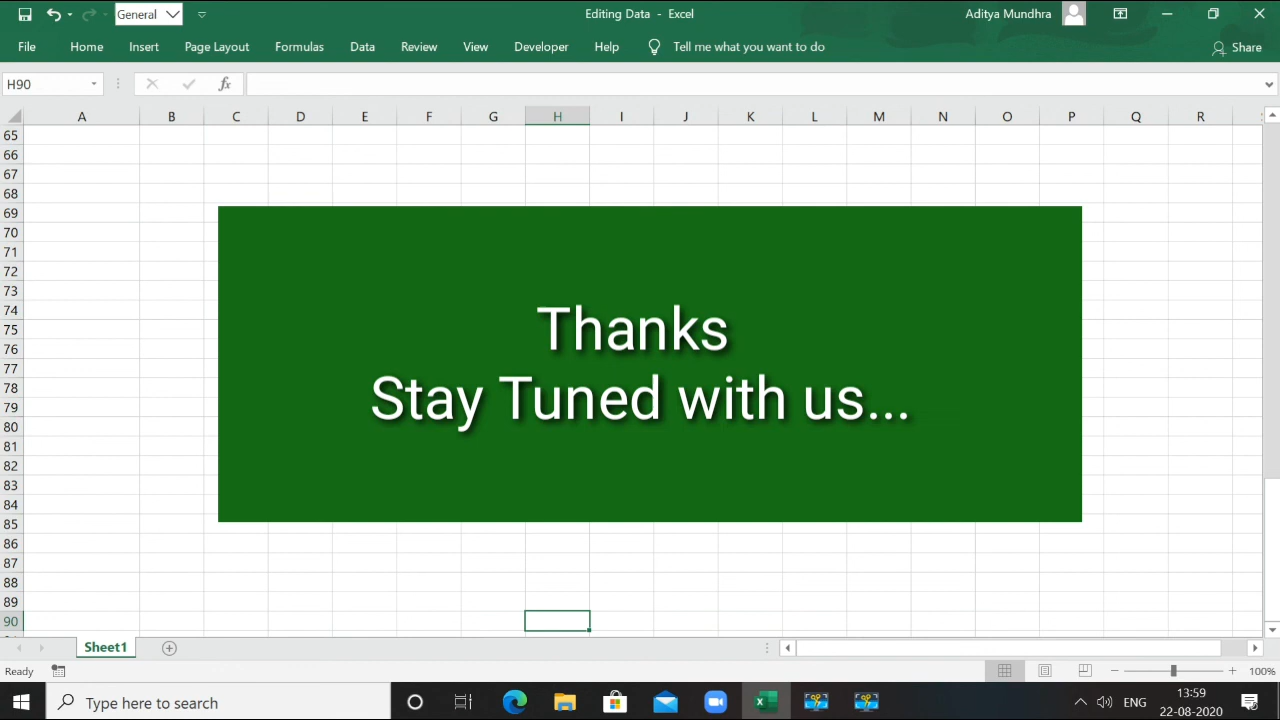 General
Editing Data - Excel
Aditya Mundhra
File Home Insert Page Layout Formulas Data Review View Developer Help Tell me what you want to do Share
H90 fx
A B C D E F G H I J K L M N O P Q R
65
66
67
68
69
70
71
72
73
74
75
76
77
78
79
80
81
82
83
84
85
86
87
88
89
90
Thanks
Stay Tuned with us...
Sheet1
Ready 100%
Type here to search
ENG
13:59
22-08-2020